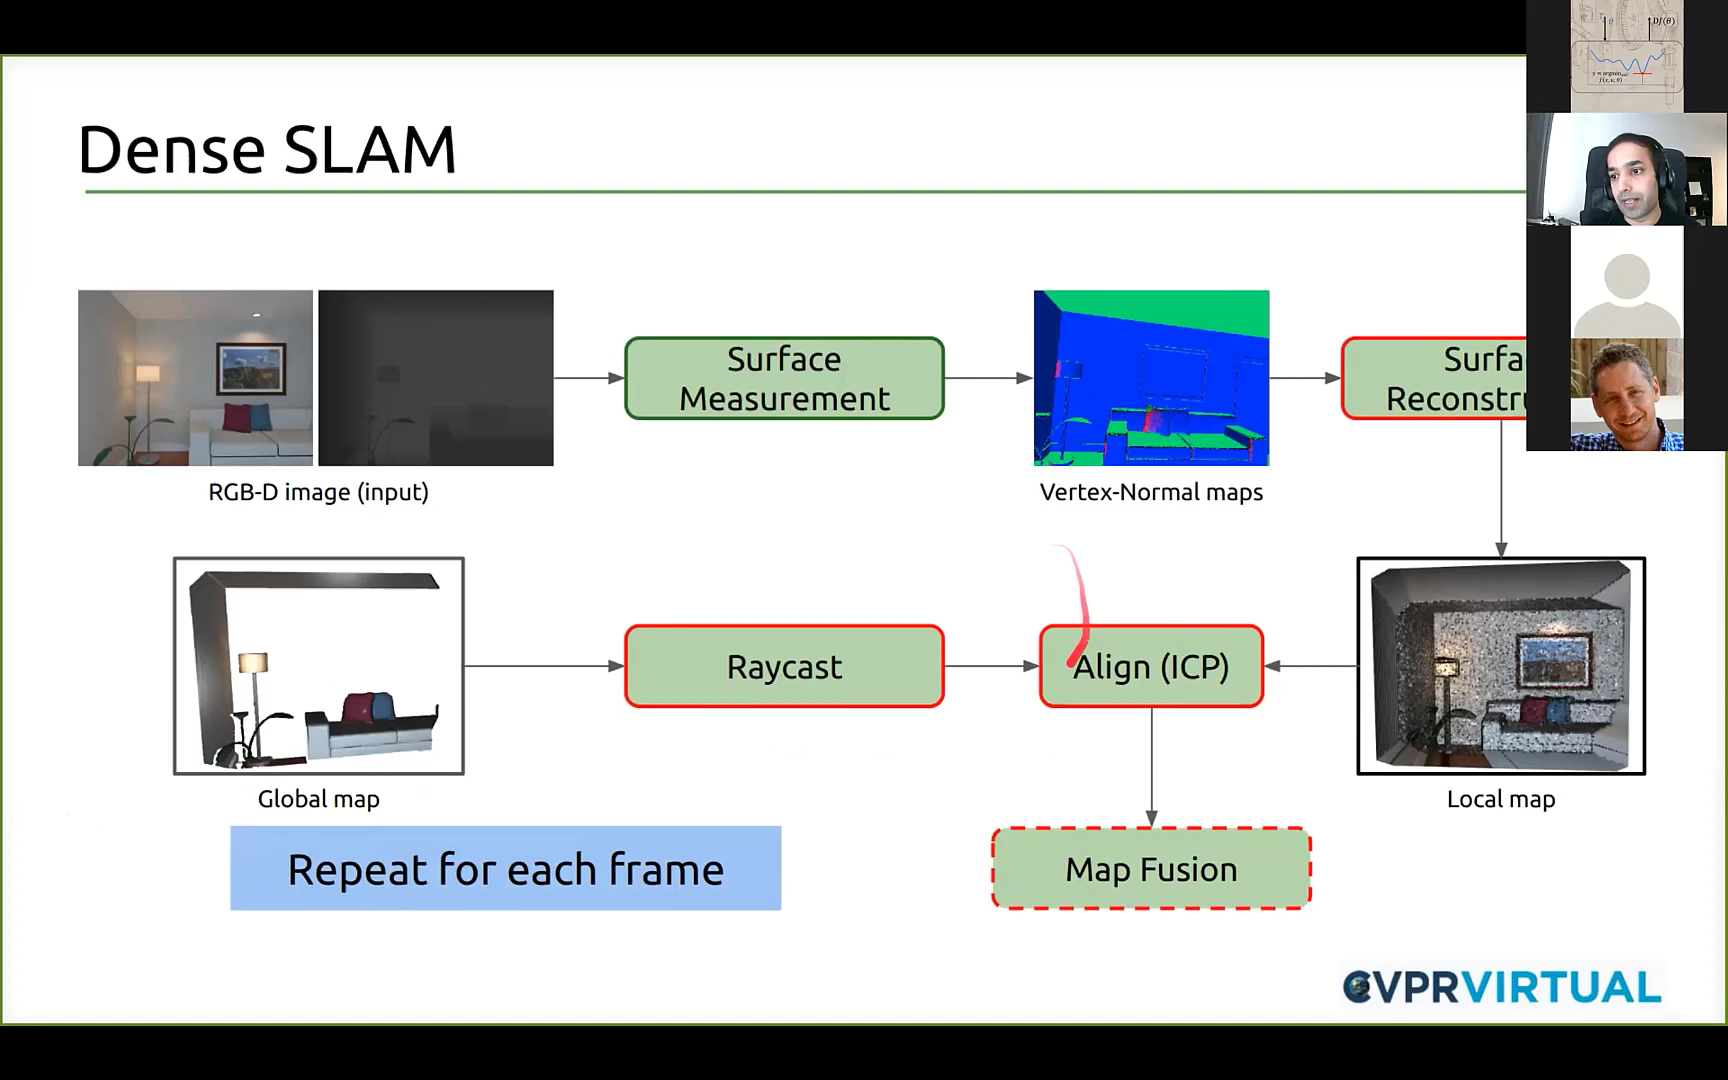 Dense SLAM
Surface
Measurement
Surfa
Reconstru
RGB-D image (input)
Vertex-Normal maps
Raycast
Align (ICP)
Global map
Local map
Repeat for each frame
Map Fusion
CVPRVIRTUAL